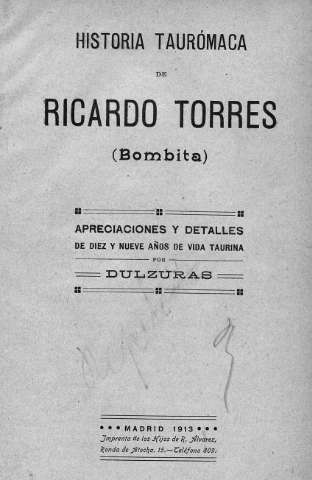 HISTORIA TAURÓMACA
DE
RICARDO TORRES
(Bombita)
APRECIACIONES Y DETALLES
DE DIEZ Y NUEVE AÑOS DE VIDA TAURINA
POR
DULZURAS
••• MADRID 1913 •••
Imprenta de los Hijos de R. Álvarez,
Ronda de Atocha, 15.—Teléfono 809.